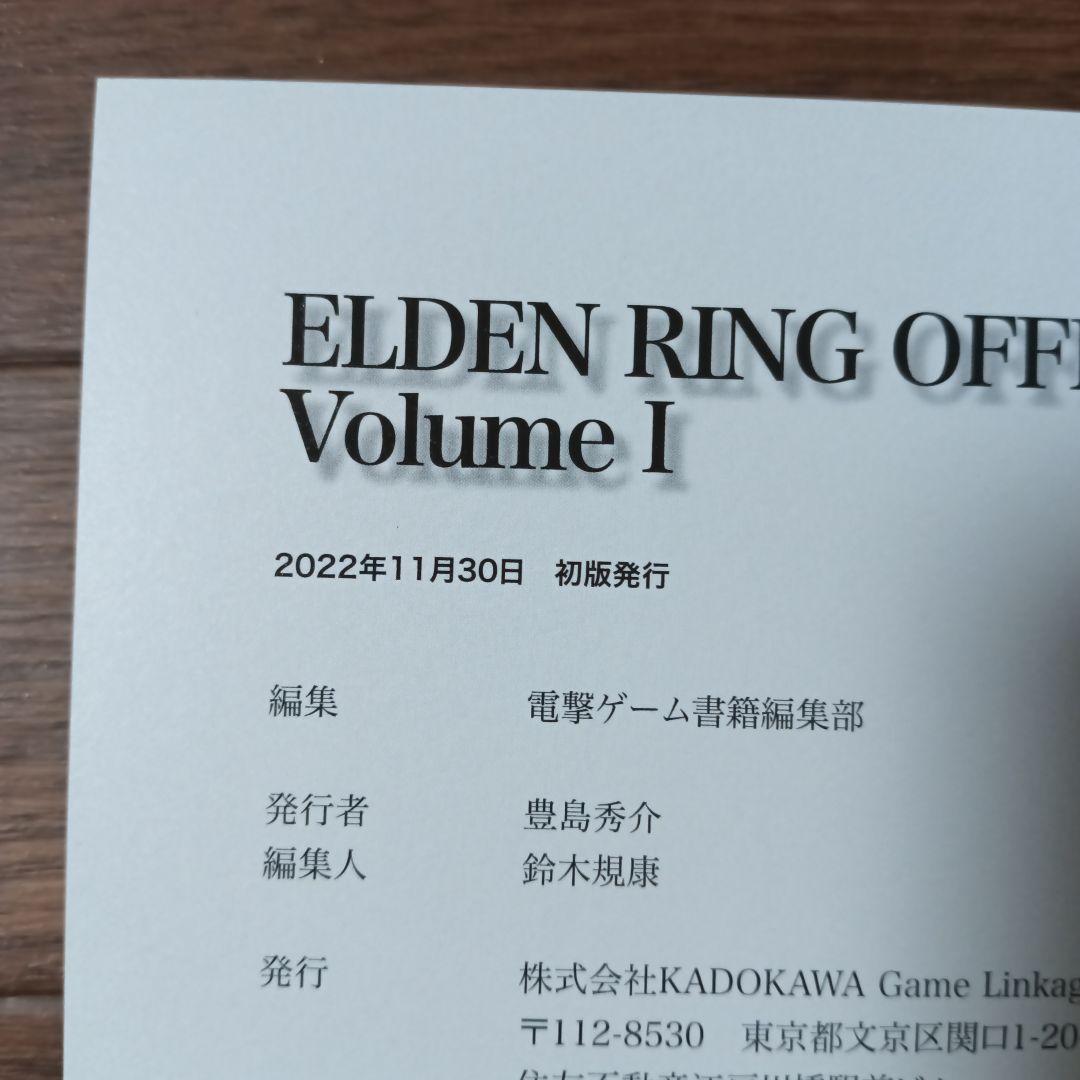 ELDEN RING OFFI
Volume I
2022年11月30日　初版発行
編集　電撃ゲーム書籍編集部
発行者　豊島秀介
編集人　鈴木規康
発行　株式会社KADOKAWA Game Linkag
〒112-8530　東京都文京区関口1-20